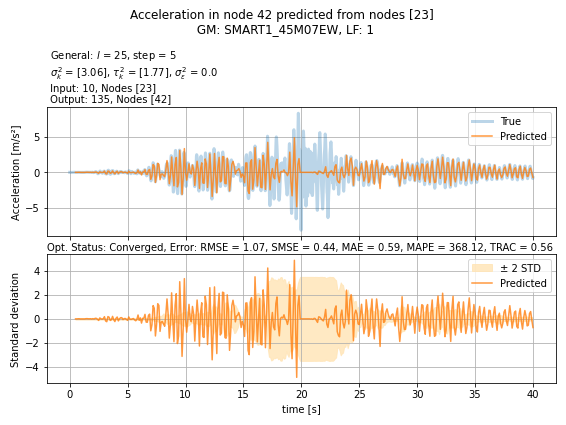 Acceleration in node 42 predicted from nodes [23]
GM: SMART1_45M07EW, LF: 1
General: l = 25, step = 5
σ²ₖ = [3.06], τ²ₖ = [1.77], σ²ε = 0.0
Input: 10, Nodes [23]
Output: 135, Nodes [42]
Acceleration [m/s²]
5
0
−5
True
Predicted
Opt. Status: Converged, Error: RMSE = 1.07, SMSE = 0.44, MAE = 0.59, MAPE = 368.12, TRAC = 0.56
Standard deviation
4
2
0
−2
−4
± 2 STD
Predicted
0 5 10 15 20 25 30 35 40
time [s]